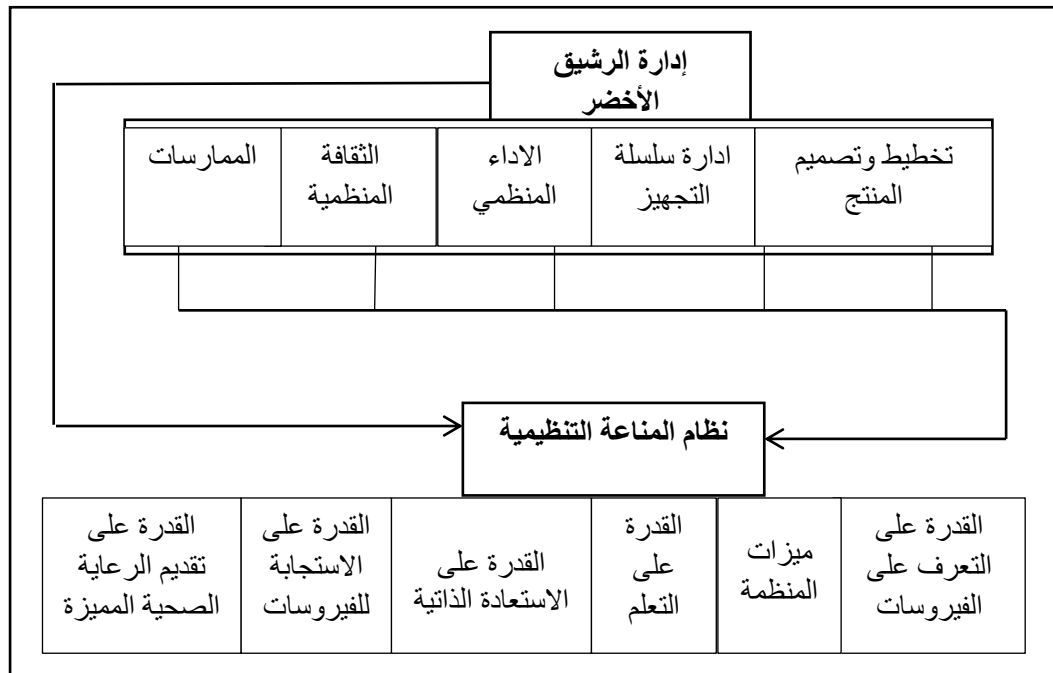 إدارة الرشيق
الأخضر
تخطيط وتصميم
المنتج
ادارة سلسلة
التجهيز
الاداء
المنظمي
الثقافة
المنظمية
الممارسات
نظام المناعة التنظيمية
القدرة على
التعرف على
الفيروسات
ميزات
المنظمة
القدرة
على
التعلم
القدرة على
الاستعادة الذاتية
القدرة على
الاستجابة
للفيروسات
القدرة على
تقديم الرعاية
الصحية المميزة